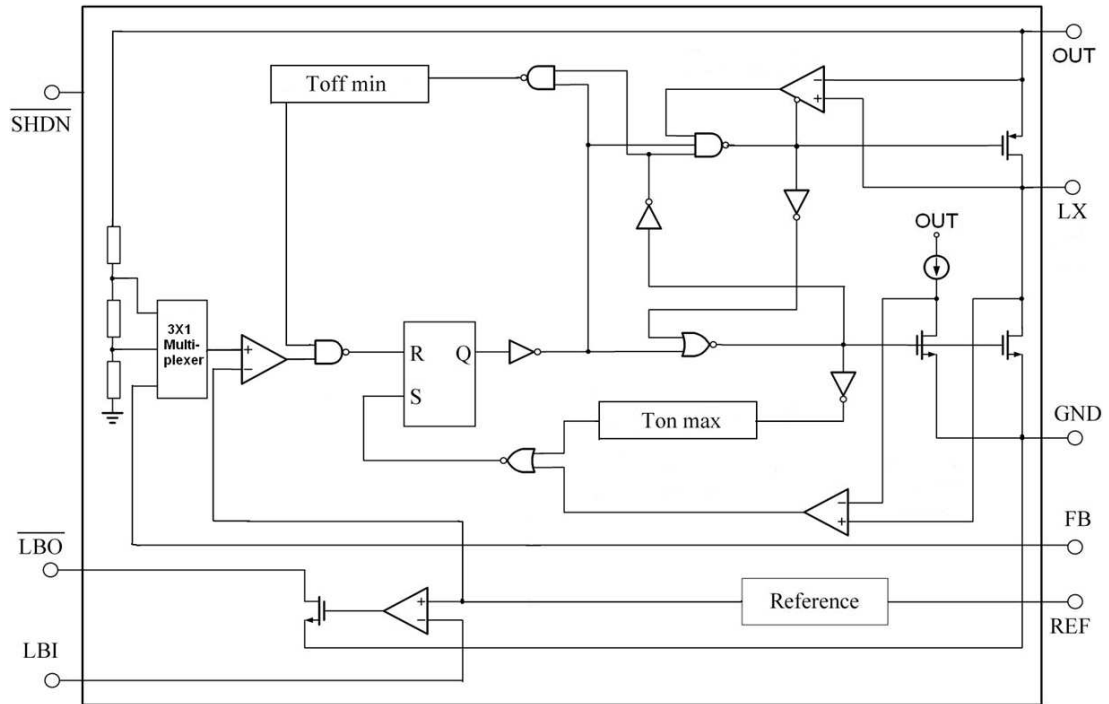 OUT
Toff min
SHDN
+
−
LX
OUT
3X1
Multi-
plexer
+
−
R
Q
S
Ton max
GND
−
+
FB
LBO
+
−
Reference
REF
LBI